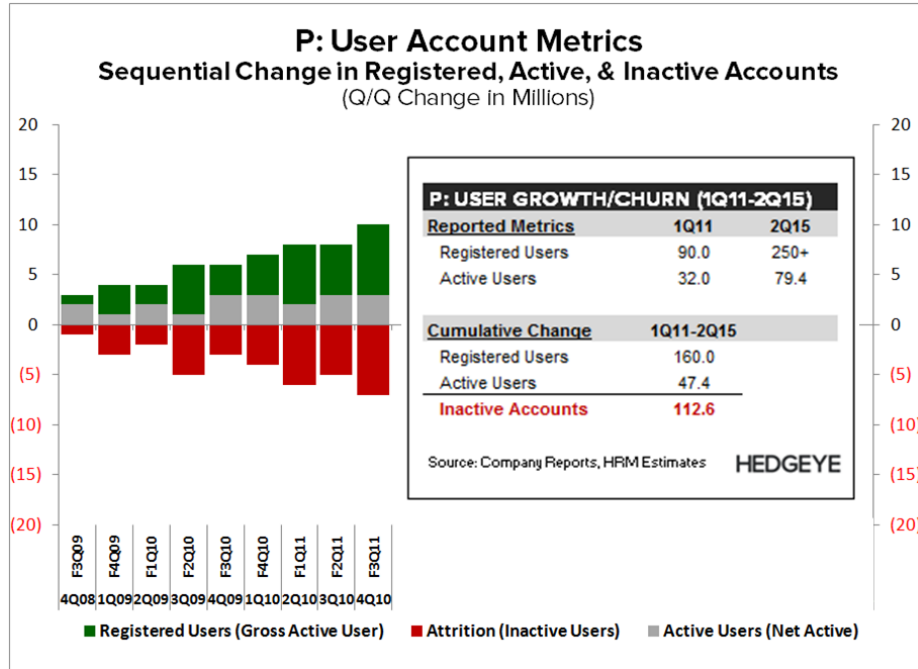 P: User Account Metrics
Sequential Change in Registered, Active, & Inactive Accounts
(Q/Q Change in Millions)
20 20
15 15
10 10
5 5
0 0
(5) (5)
(10) (10)
(15) (15)
(20) (20)
P: USER GROWTH/CHURN (1Q11-2Q15)
Reported Metrics 1Q11 2Q15
Registered Users 90.0 250+
Active Users 32.0 79.4
Cumulative Change 1Q11-2Q15
Registered Users 160.0
Active Users 47.4
Inactive Accounts 112.6
Source: Company Reports, HRM Estimates HEDGEYE
F3Q09 F4Q09 F1Q10 F2Q10 F3Q10 F4Q10 F1Q11 F2Q11 F3Q11
4Q08 1Q09 2Q09 3Q09 4Q09 1Q10 2Q10 3Q10 4Q10
Registered Users (Gross Active User) Attrition (Inactive Users) Active Users (Net Active)